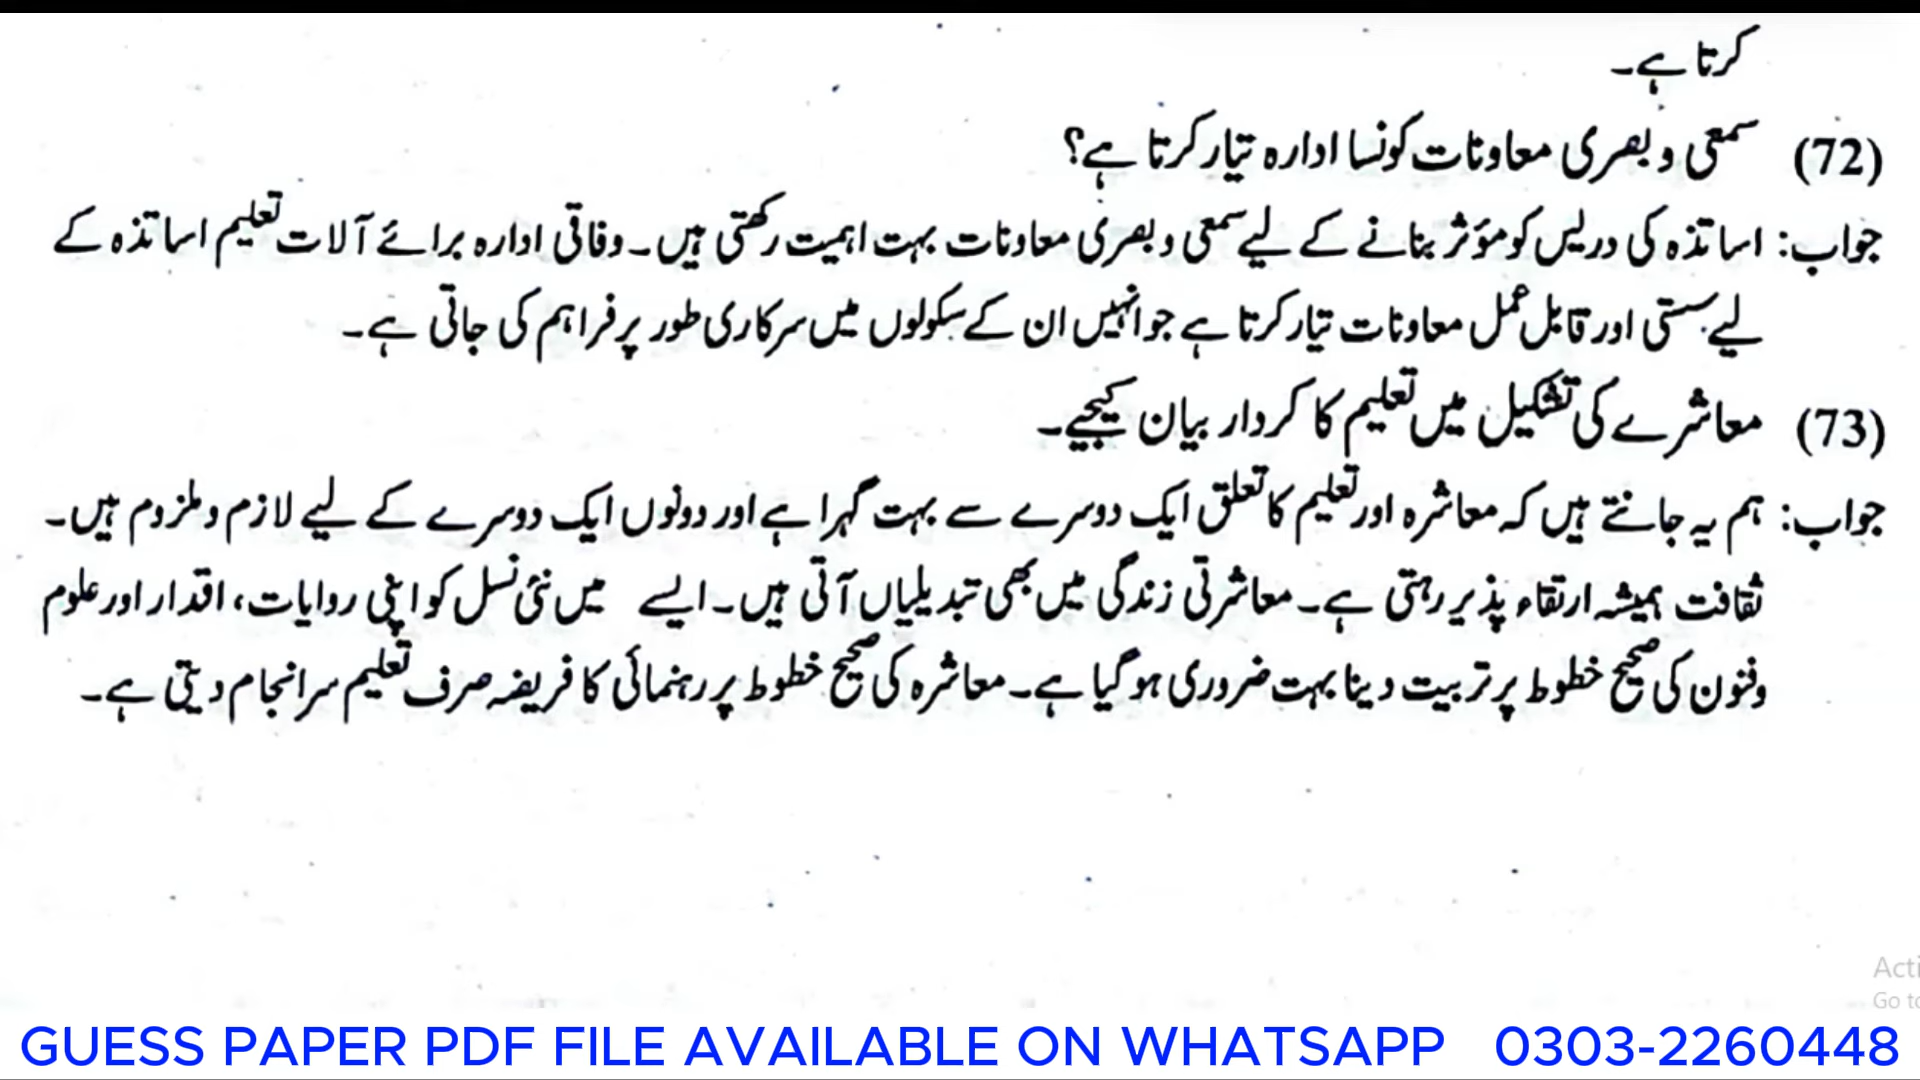 کرتا ہے۔
(72) سمعی و بصری معاونات کونسا ادارہ تیار کرتا ہے؟
جواب: اساتذہ کی دریس کو مؤثر بنانے کے لیے سمعی و بصری معاونات بہت اہمیت رکھتی ہیں۔ وفاقی ادارہ برائے آلات تعلیم اساتذہ کے
لیے سستی اور قابل عمل معاونات تیار کرتا ہے جو انہیں ان کے سکولوں میں سرکاری طور پر فراہم کی جاتی ہے۔
(73) معاشرے کی تشکیل میں تعلیم کا کردار بیان کیجیے۔
جواب: ہم یہ جانتے ہیں کہ معاشرہ اور تعلیم کا تعلق ایک دوسرے سے بہت گہرا ہے اور دونوں ایک دوسرے کے لیے لازم و ملزوم ہیں۔
ثقافت ہمیشہ ارتقاء پذیر رہتی ہے۔ معاشرتی زندگی میں بھی تبدیلیاں آتی ہیں۔ ایسے میں نئی نسل کو اپنی روایات، اقدار اور علوم
وفنون کی صحیح خطوط پر تربیت دینا بہت ضروری ہو گیا ہے۔ معاشرہ کی صحیح خطوط پر رہنمائی کا فریضہ صرف تعلیم سرانجام دیتی ہے۔
Acti
Go to
GUESS PAPER PDF FILE AVAILABLE ON WHATSAPP 0303-2260448